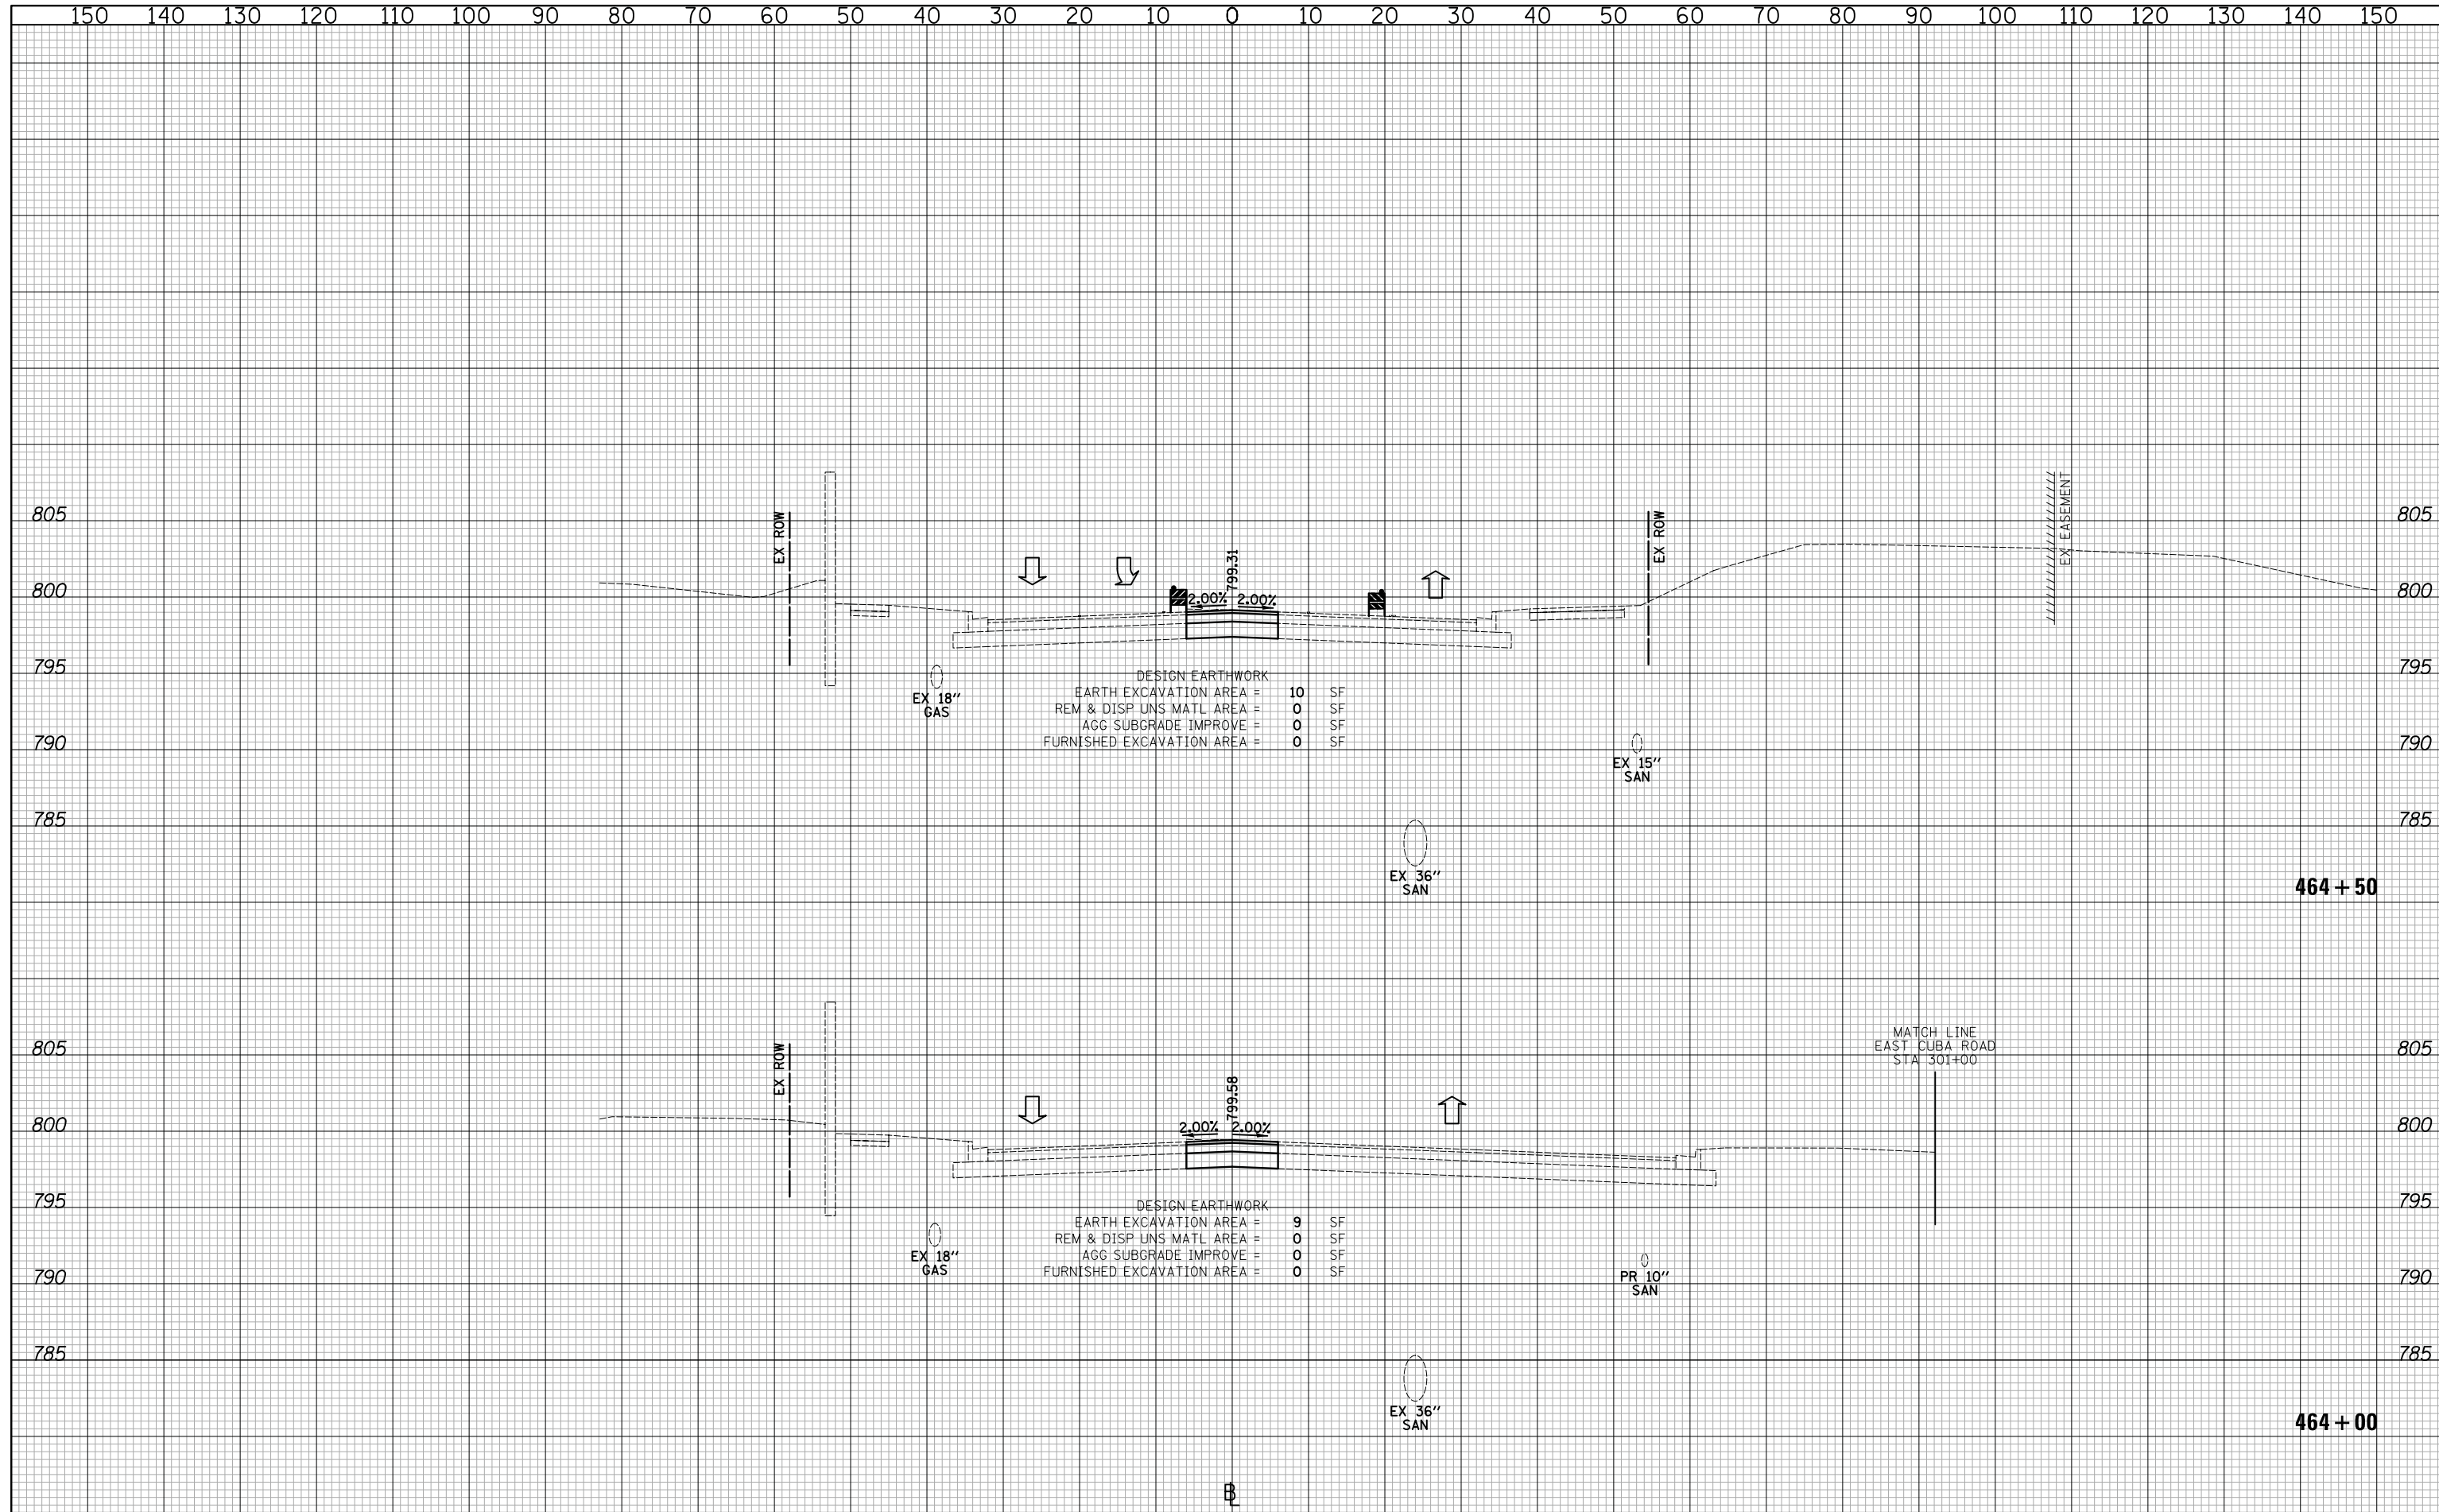 150 140 130 120 110 100 90 80 70 60 50 40 30 20 10 0 10 20 30 40 50 60 70 80 90 100 110 120 130 140 150
805 EX ROW 799.31 EX ROW EX EASEMENT 805
800 2.00% 2.00% 800
795 795
DESIGN EARTHWORK
EARTH EXCAVATION AREA = 10 SF
REM & DISP UNS MATL AREA = 0 SF
AGG SUBGRADE IMPROVE = 0 SF
FURNISHED EXCAVATION AREA = 0 SF
EX 18"
GAS
790 790
EX 15"
SAN
785 785
EX 36"
SAN
464+50
MATCH LINE
EAST CUBA ROAD
STA 301+00
805 EX ROW 799.58 805
800 2.00% 2.00% 800
795 795
DESIGN EARTHWORK
EARTH EXCAVATION AREA = 9 SF
REM & DISP UNS MATL AREA = 0 SF
AGG SUBGRADE IMPROVE = 0 SF
FURNISHED EXCAVATION AREA = 0 SF
EX 18"
GAS
790 790
PR 10"
SAN
785 785
EX 36"
SAN
464+00
BL